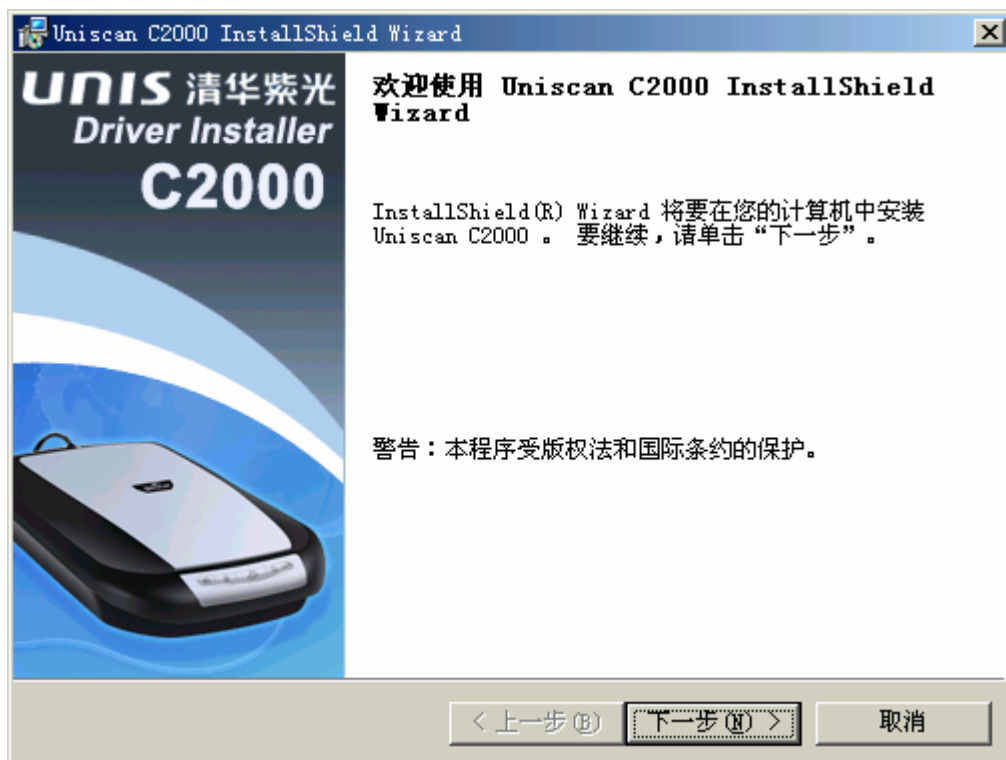 Uniscan C2000 InstallShield Wizard
UNIS 清华紫光
Driver Installer
C2000
欢迎使用 Uniscan C2000 InstallShield
Wizard
InstallShield(R) Wizard 将要在您的计算机中安装
Uniscan C2000 。 要继续，请单击“下一步”。
警告：本程序受版权法和国际条约的保护。
< 上一步(B)
下一步(N) >
取消